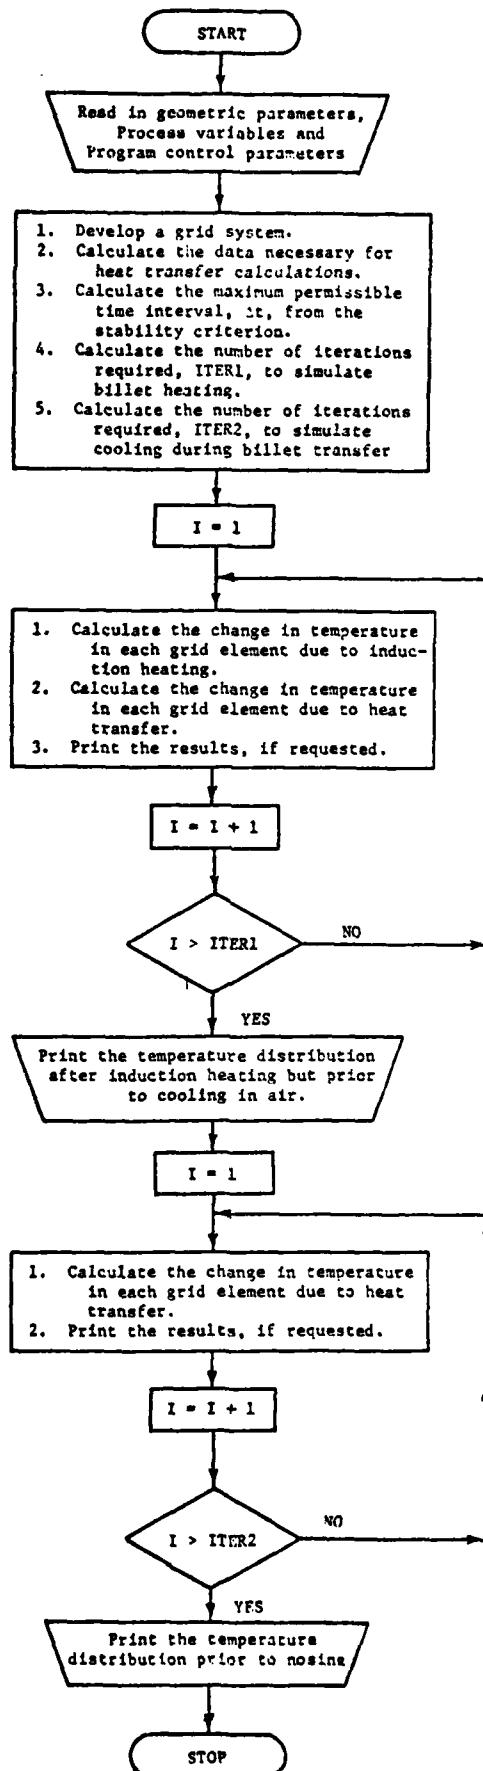 START
Read in geometric parameters,
Process variables and
Program control parameters
1. Develop a grid system.
2. Calculate the data necessary for
heat transfer calculations.
3. Calculate the maximum permissible
time interval, Δt, from the
stability criterion.
4. Calculate the number of iterations
required, ITER1, to simulate
billet heating.
5. Calculate the number of iterations
required, ITER2, to simulate
cooling during billet transfer
I = 1
1. Calculate the change in temperature
in each grid element due to induc-
tion heating.
2. Calculate the change in temperature
in each grid element due to heat
transfer.
3. Print the results, if requested.
I = I + 1
I > ITER1
NO
YES
Print the temperature distribution
after induction heating but prior
to cooling in air.
I = 1
1. Calculate the change in temperature
in each grid element due to heat
transfer.
2. Print the results, if requested.
I = I + 1
I > ITER2
NO
YES
Print the temperature
distribution prior to nosing
STOP